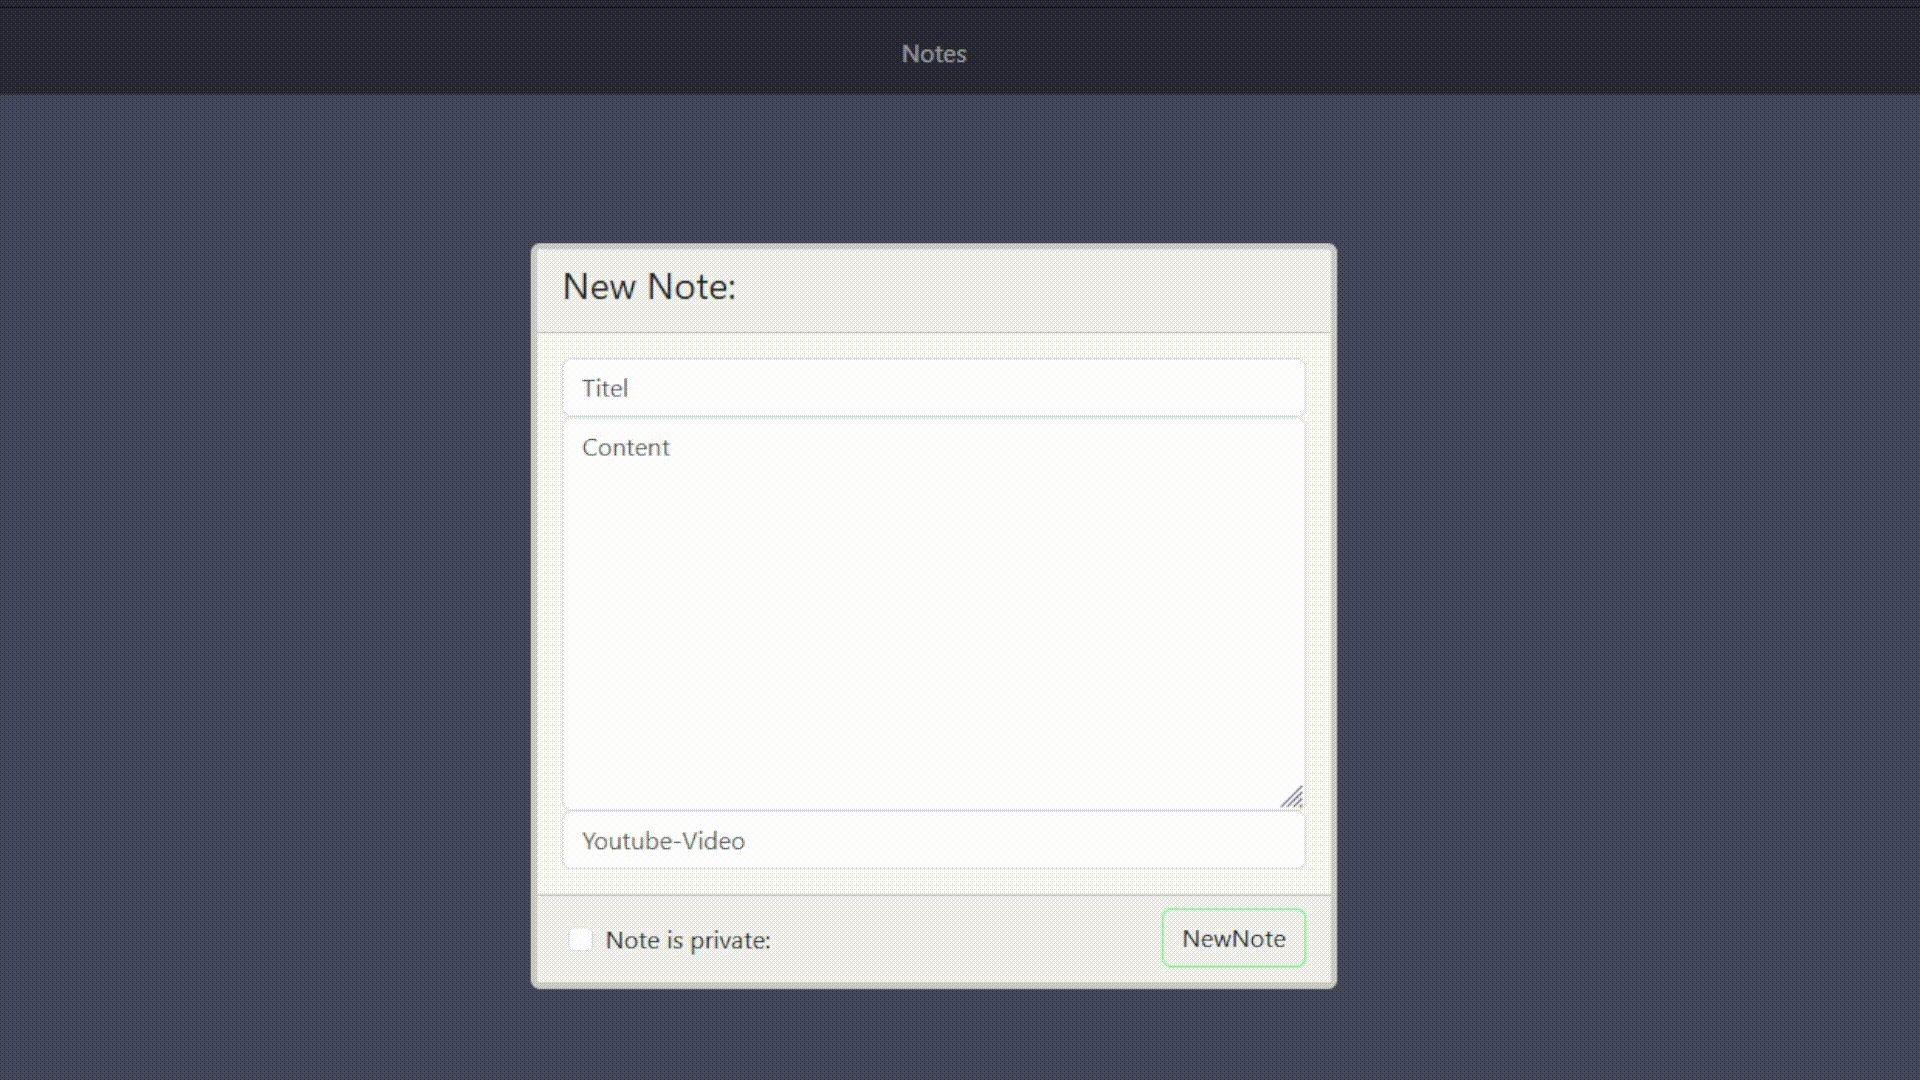 Notes
New Note:
Titel
Content
Youtube-Video
Note is private:
NewNote